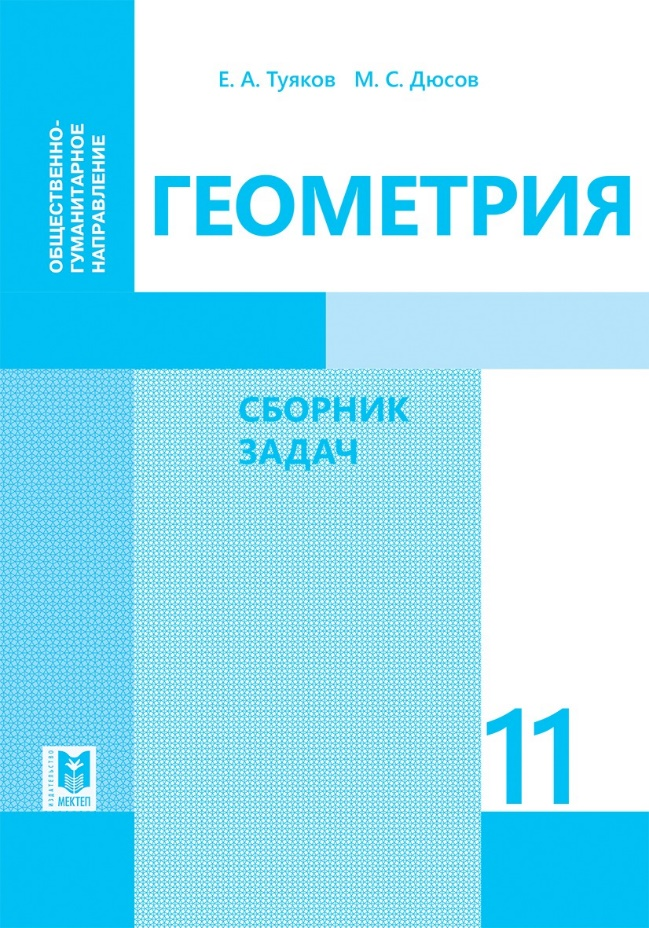 Е. А. Туяков М. С. Дюсов
ОБЩЕСТВЕННО-
ГУМАНИТАРНОЕ
НАПРАВЛЕНИЕ
ГЕОМЕТРИЯ
СБОРНИК
ЗАДАЧ
11
ИЗДАТЕЛЬСТВО
МЕКТЕП